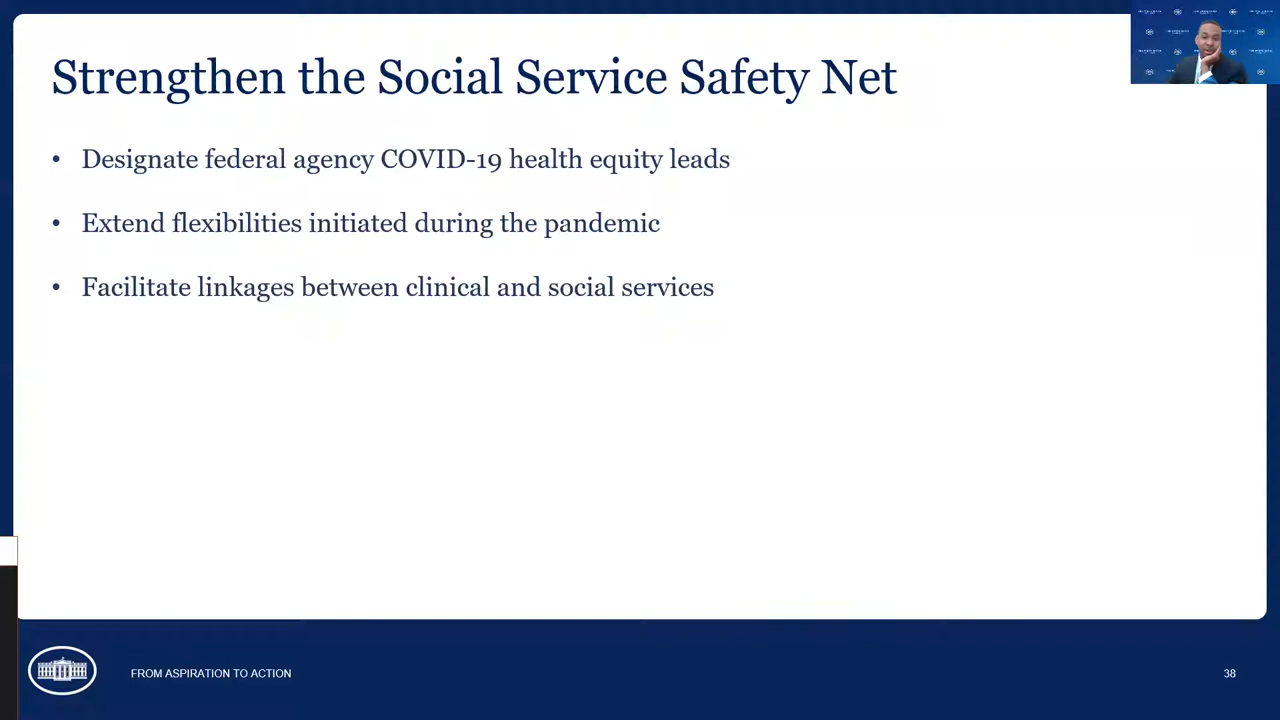 Strengthen the Social Service Safety Net
• Designate federal agency COVID-19 health equity leads
• Extend flexibilities initiated during the pandemic
• Facilitate linkages between clinical and social services
FROM ASPIRATION TO ACTION
38